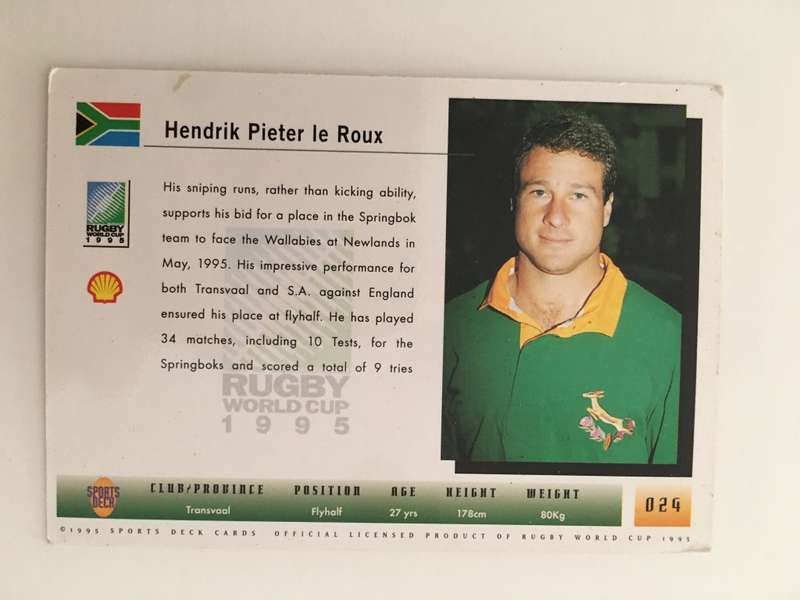 Hendrik Pieter le Roux
His sniping runs, rather than kicking ability,
supports his bid for a place in the Springbok
team to face the Wallabies at Newlands in
May, 1995. His impressive performance for
both Transvaal and S.A. against England
ensured his place at flyhalf. He has played
34 matches, including 10 Tests, for the
Springboks and scored a total of 9 tries
RUGBY
WORLD CUP
1995
RUGBY
WORLD CUP
1995
SPORTS
DECK
CLUB/PROVINCE POSITION AGE HEIGHT WEIGHT
Transvaal Flyhalf 27 yrs 178cm 80Kg
024
©1995 SPORTS DECK CARDS OFFICIAL LICENSED PRODUCT OF RUGBY WORLD CUP 1995